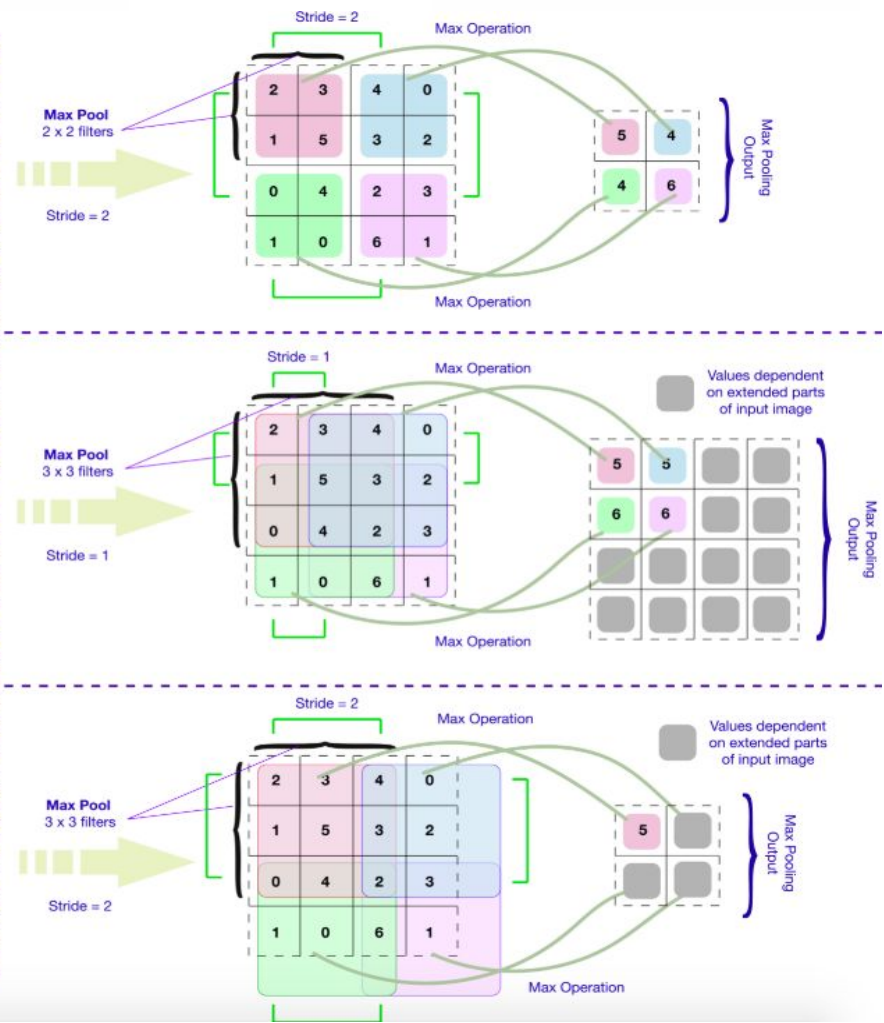 Stride = 2
Max Operation
Max Pool
2 x 2 filters
Stride = 2
2 3 4 0
1 5 3 2
0 4 2 3
1 0 6 1
5 4
4 6
Max Pooling
Output
Max Operation
Stride = 1
Max Operation
Values dependent
on extended parts
of input image
Max Pool
3 x 3 filters
Stride = 1
2 3 4 0
1 5 3 2
0 4 2 3
1 0 6 1
5 5
6 6
Max Pooling
Output
Max Operation
Stride = 2
Max Operation
Values dependent
on extended parts
of input image
Max Pool
3 x 3 filters
Stride = 2
2 3 4 0
1 5 3 2
0 4 2 3
1 0 6 1
5
Max Pooling
Output
Max Operation